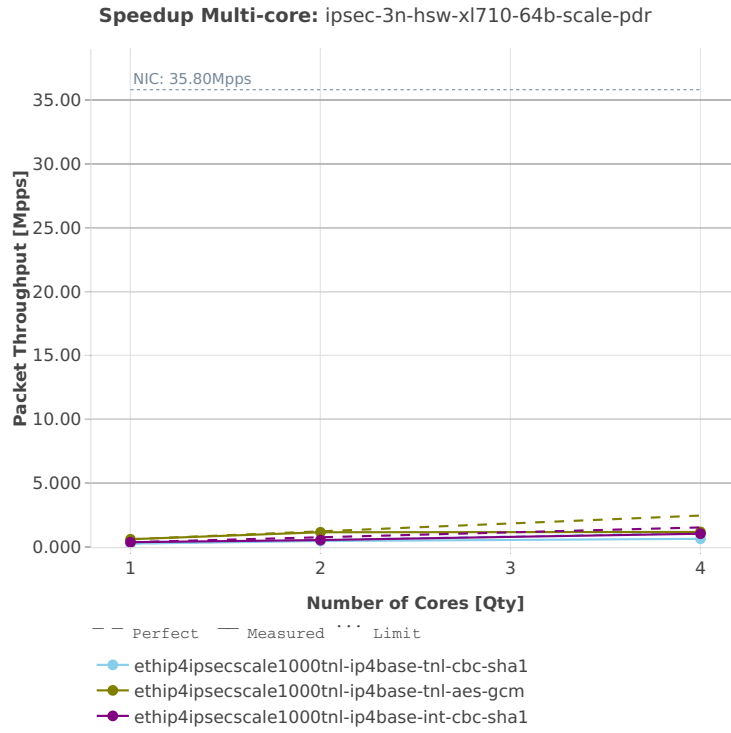 Speedup Multi-core: ipsec-3n-hsw-xl710-64b-scale-pdr
NIC: 35.80Mpps
35.00
30.00
25.00
20.00
15.00
10.00
5.000
0.000
Packet Throughput [Mpps]
1 2 3 4
Number of Cores [Qty]
Perfect Measured Limit
ethip4ipsecscale1000tnl-ip4base-tnl-cbc-sha1
ethip4ipsecscale1000tnl-ip4base-tnl-aes-gcm
ethip4ipsecscale1000tnl-ip4base-int-cbc-sha1